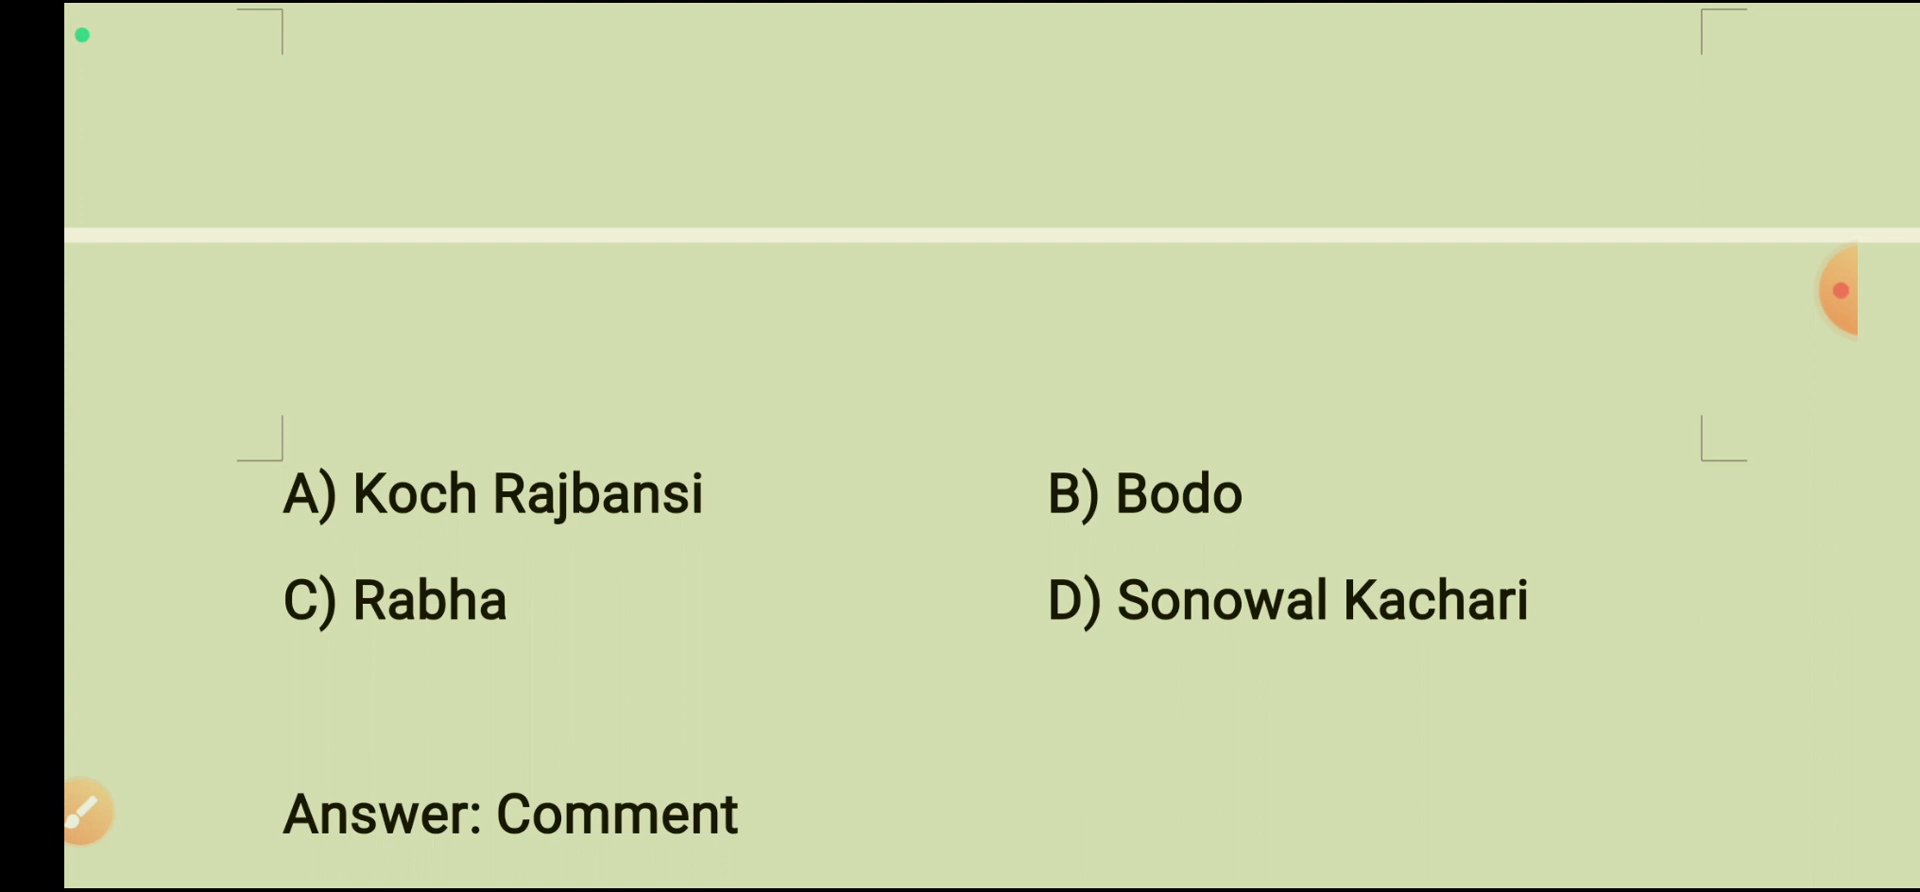 A) Koch Rajbansi B) Bodo
C) Rabha D) Sonowal Kachari
Answer: Comment